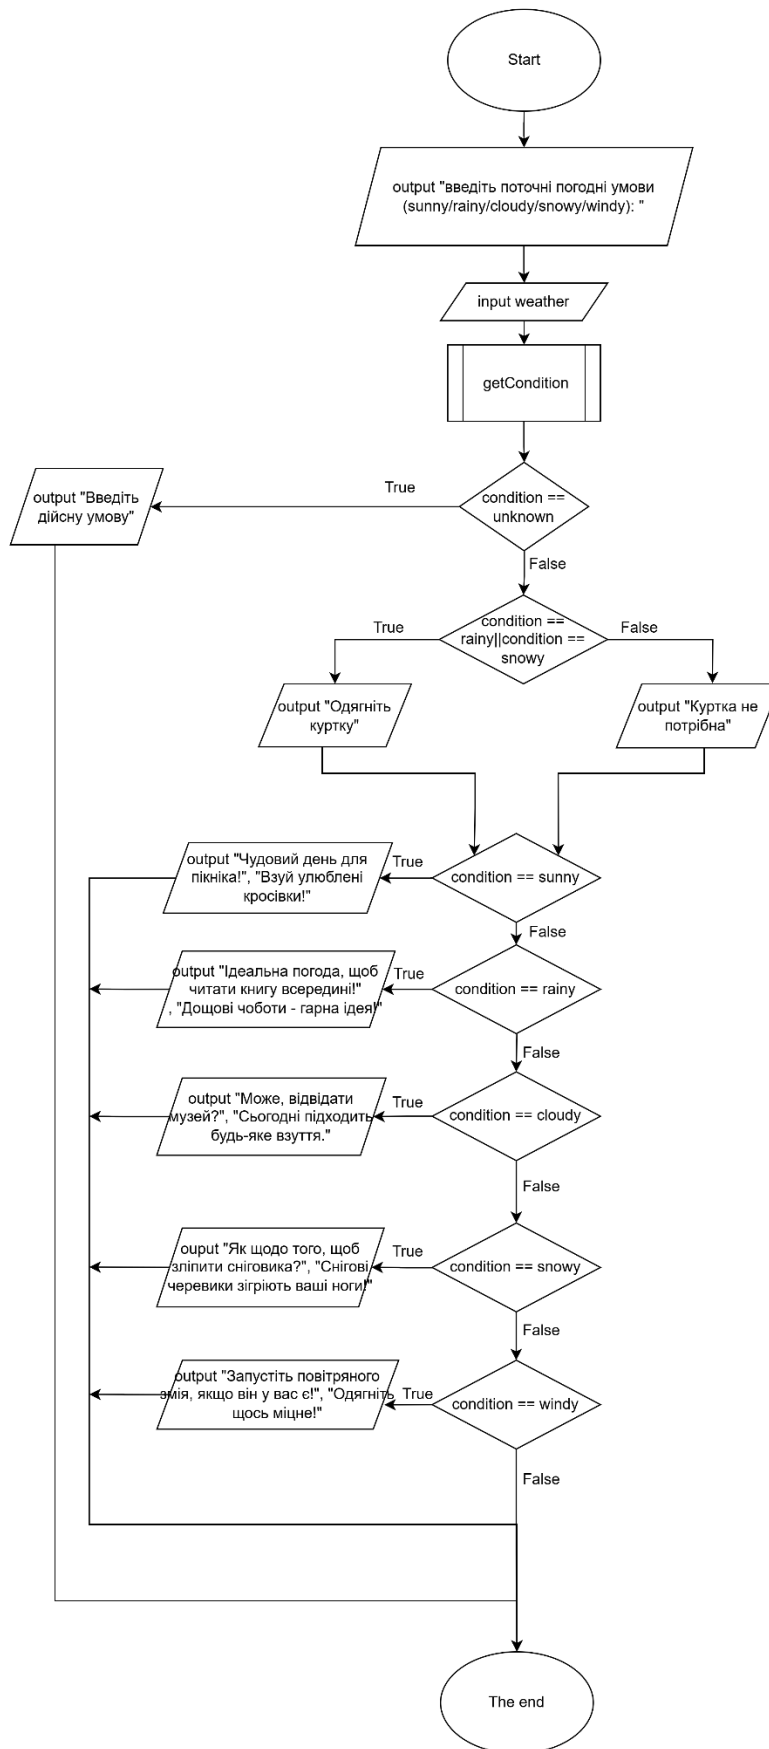 Start
output "введіть поточні погодні умови
(sunny/rainy/cloudy/snowy/windy): "
input weather
getCondition
condition ==
unknown
True
output "Введіть
дійсну умову"
False
condition ==
rainy||condition ==
snowy
True
False
output "Одягніть
куртку"
output "Куртка не
потрібна"
condition == sunny
True
output "Чудовий день для
пікніка!", "Взуй улюблені
кросівки!"
False
condition == rainy
True
output "Ідеальна погода, щоб
читати книгу всередині!"
, "Дощові чоботи - гарна ідея!"
False
condition == cloudy
True
output "Може, відвідати
музей?", "Сьогодні підходить
будь-яке взуття."
False
condition == snowy
True
ouput "Як щодо того, щоб
зліпити сніговика?", "Снігові
черевики зігріють ваші ноги!"
False
condition == windy
True
output "Запустіть повітряного
змія, якщо він у вас є!", "Одягніть
щось міцне!"
False
The end